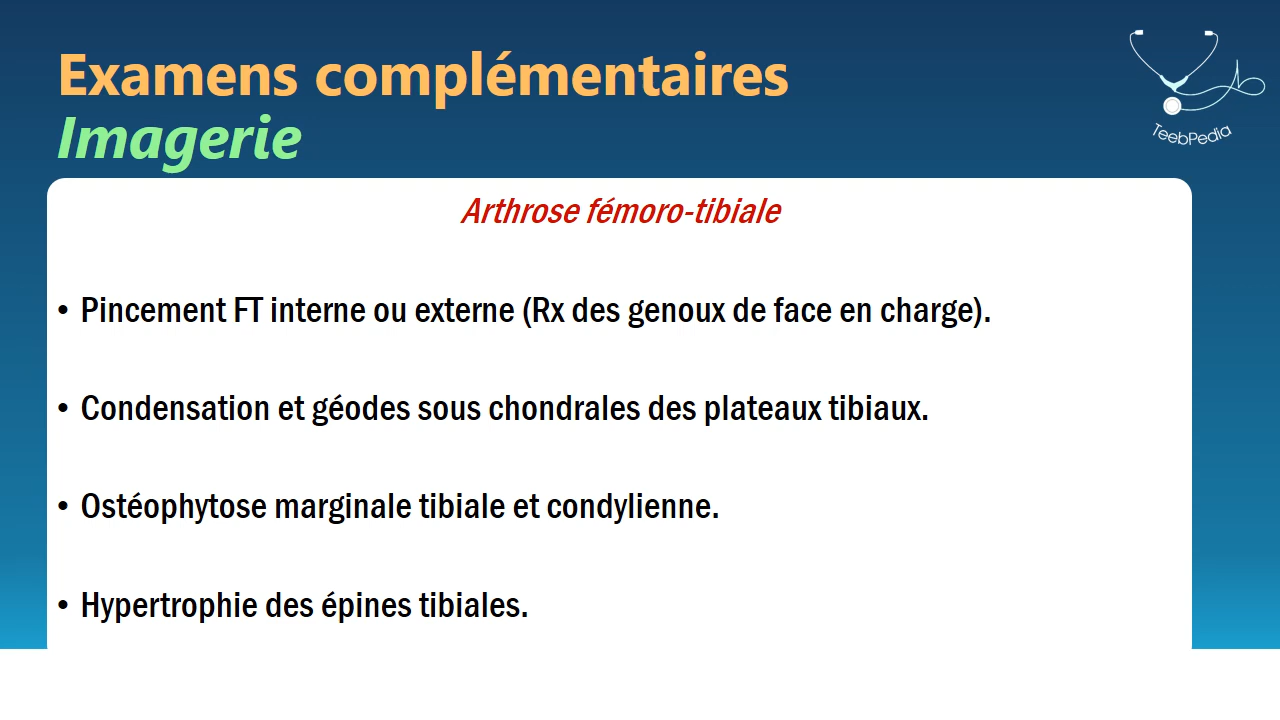 Examens complémentaires
Imagerie
TeebPedia
Arthrose fémoro-tibiale
• Pincement FT interne ou externe (Rx des genoux de face en charge).
• Condensation et géodes sous chondrales des plateaux tibiaux.
• Ostéophytose marginale tibiale et condylienne.
• Hypertrophie des épines tibiales.